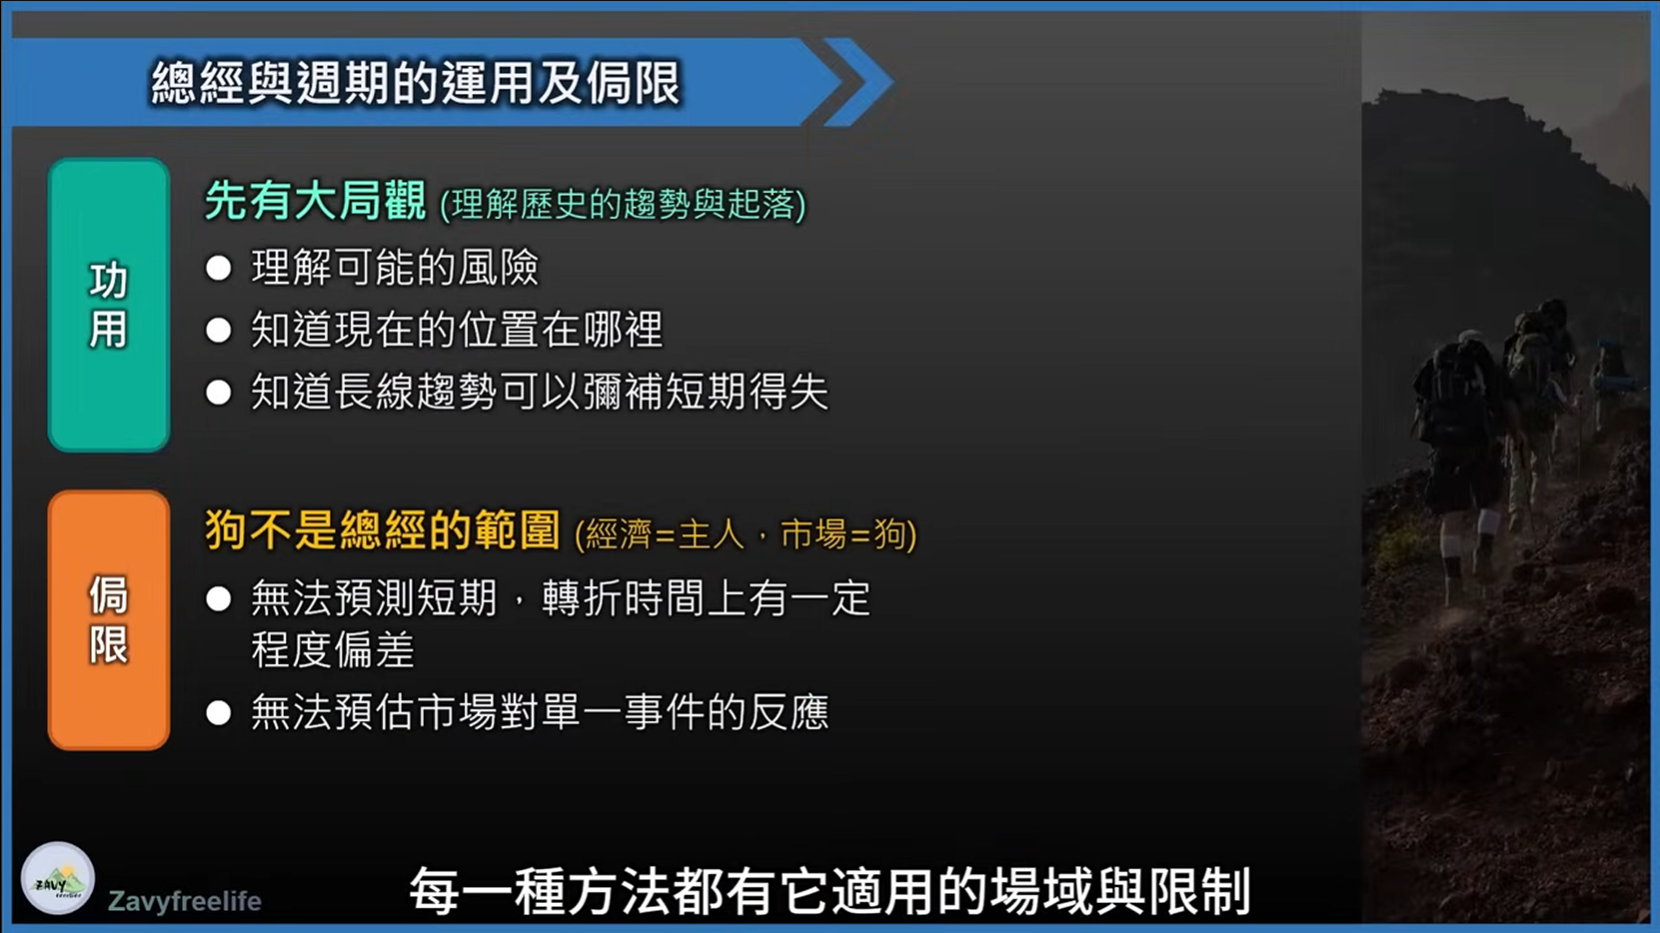 總經與週期的運用及侷限
功用
先有大局觀 (理解歷史的趨勢與起落)
● 理解可能的風險
● 知道現在的位置在哪裡
● 知道長線趨勢可以彌補短期得失
侷限
狗不是總經的範圍 (經濟=主人，市場=狗)
● 無法預測短期，轉折時間上有一定
程度偏差
● 無法預估市場對單一事件的反應
ZAVY
freelife
Zavyfreelife
每一種方法都有它適用的場域與限制